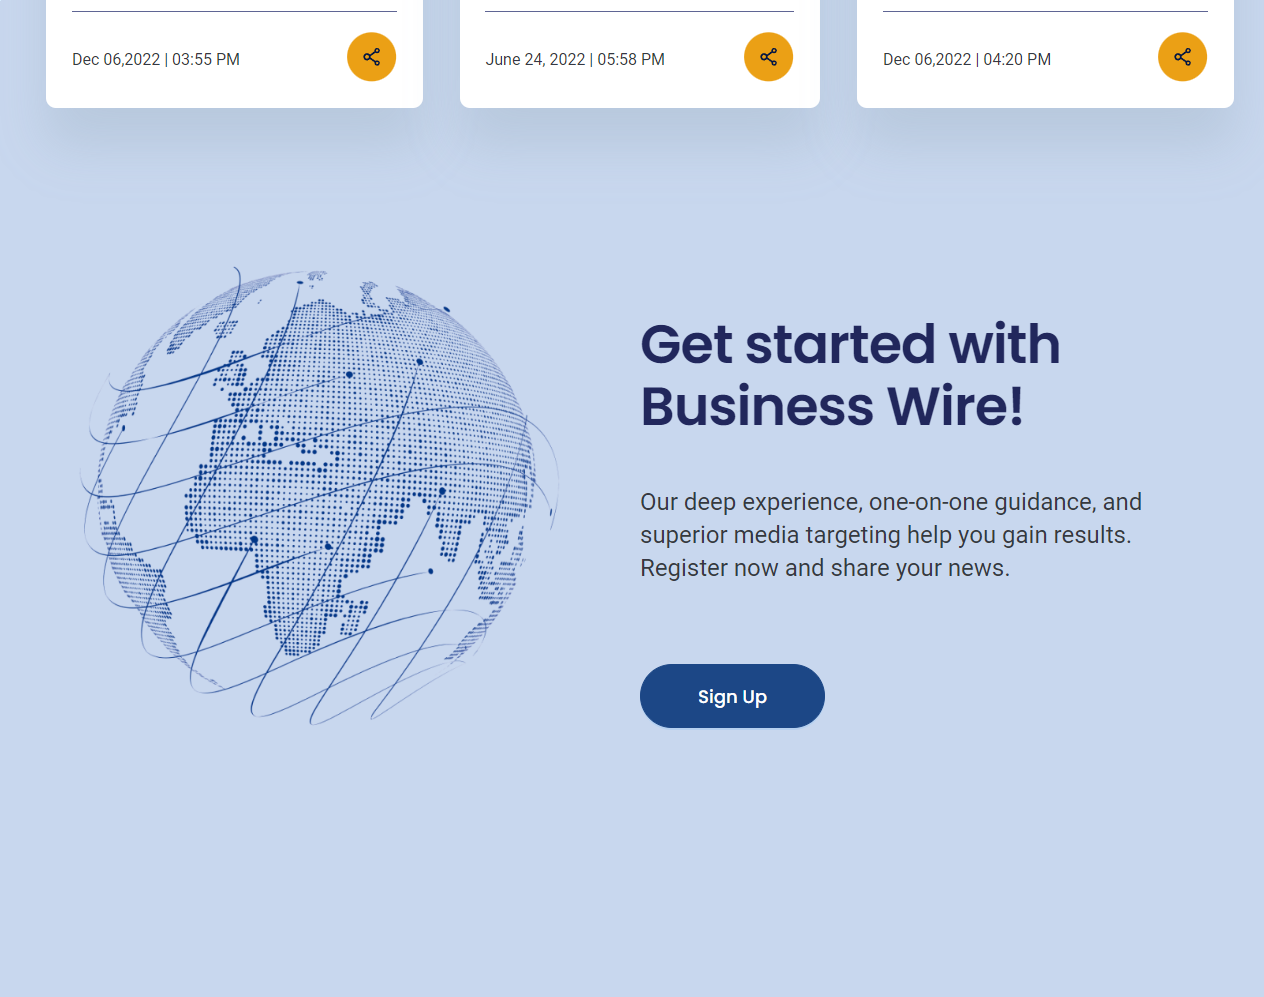 Dec 06,2022 | 03:55 PM
June 24, 2022 | 05:58 PM
Dec 06,2022 | 04:20 PM
Get started with
Business Wire!
Our deep experience, one-on-one guidance, and
superior media targeting help you gain results.
Register now and share your news.
Sign Up